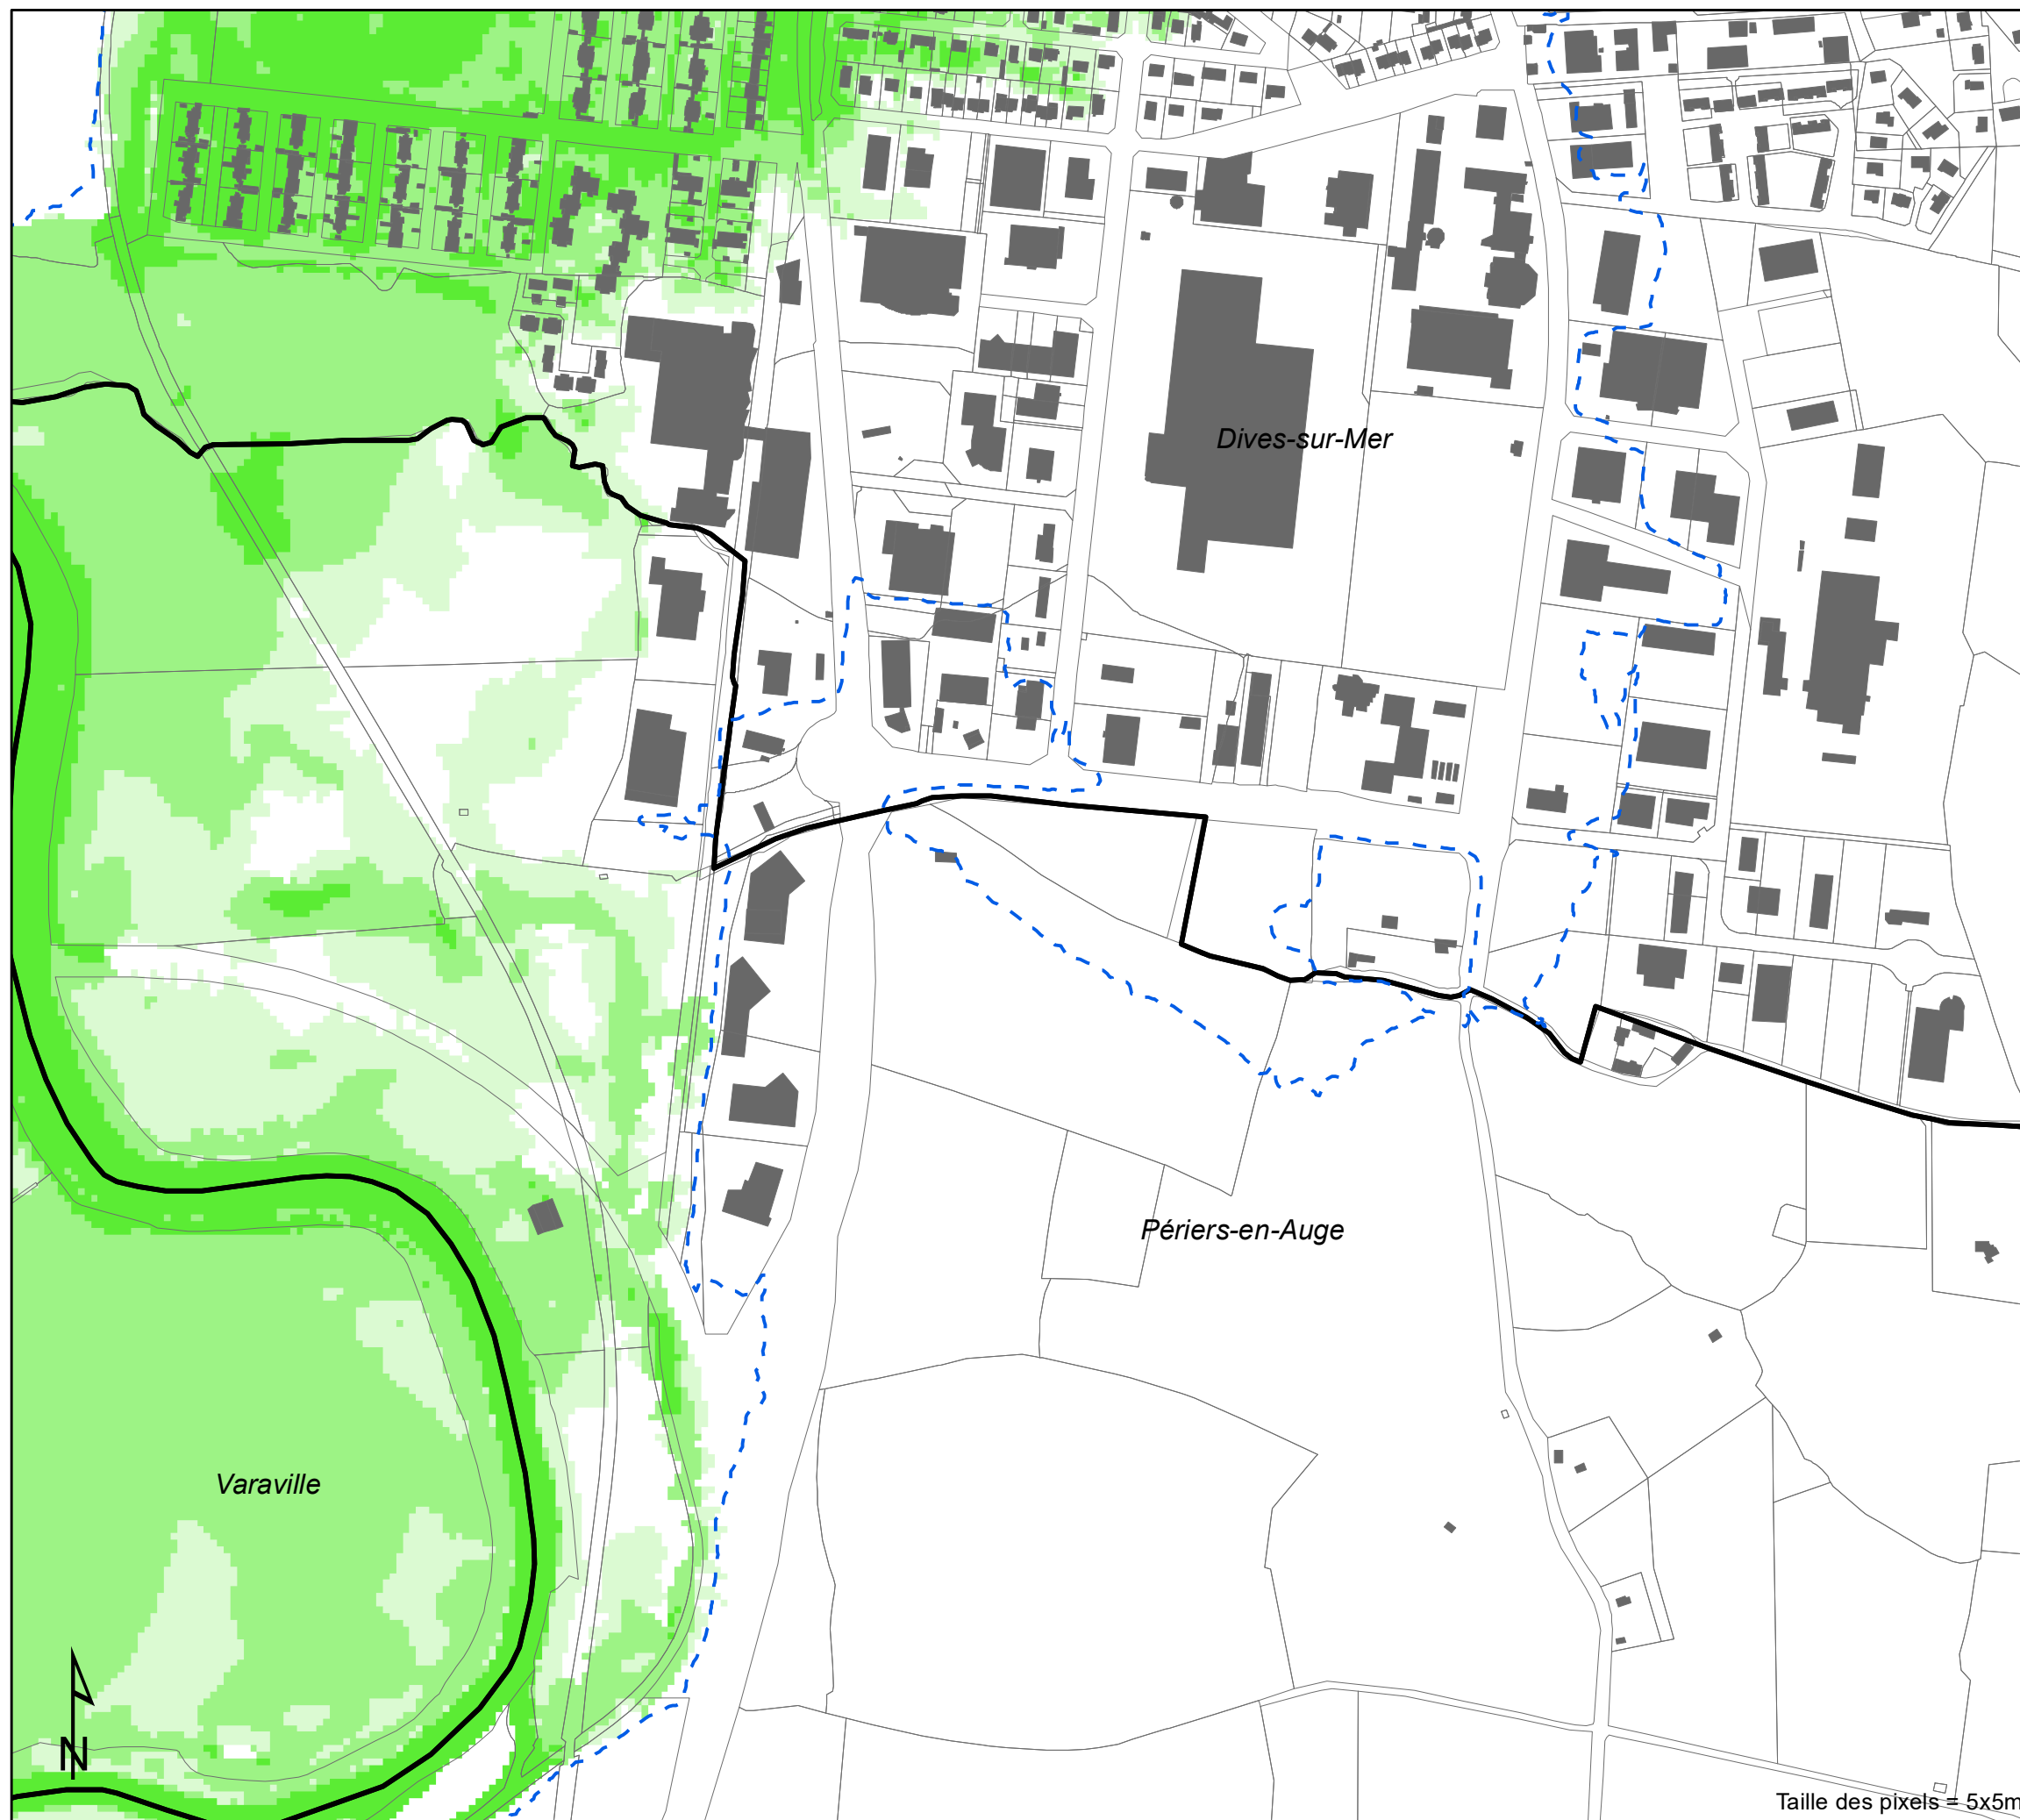 Dives-sur-Mer
Périers-en-Auge
Varaville
N
Taille des pixels = 5x5m